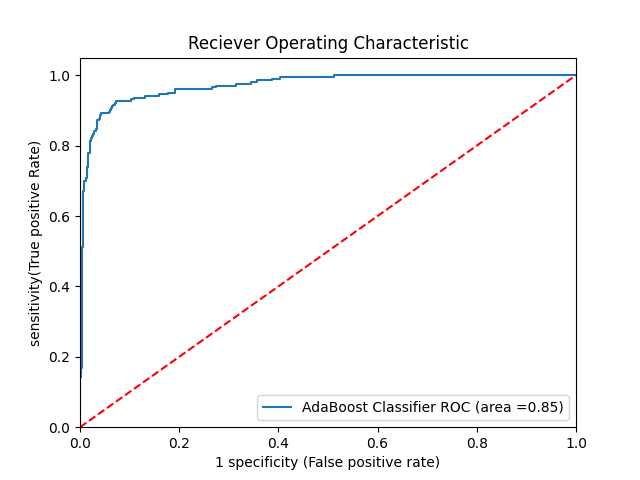 Reciever Operating Characteristic
1.0
0.8
0.6
0.4
0.2
0.0
sensitivity(True positive Rate)
AdaBoost Classifier ROC (area =0.85)
0.0 0.2 0.4 0.6 0.8 1.0
1 specificity (False positive rate)